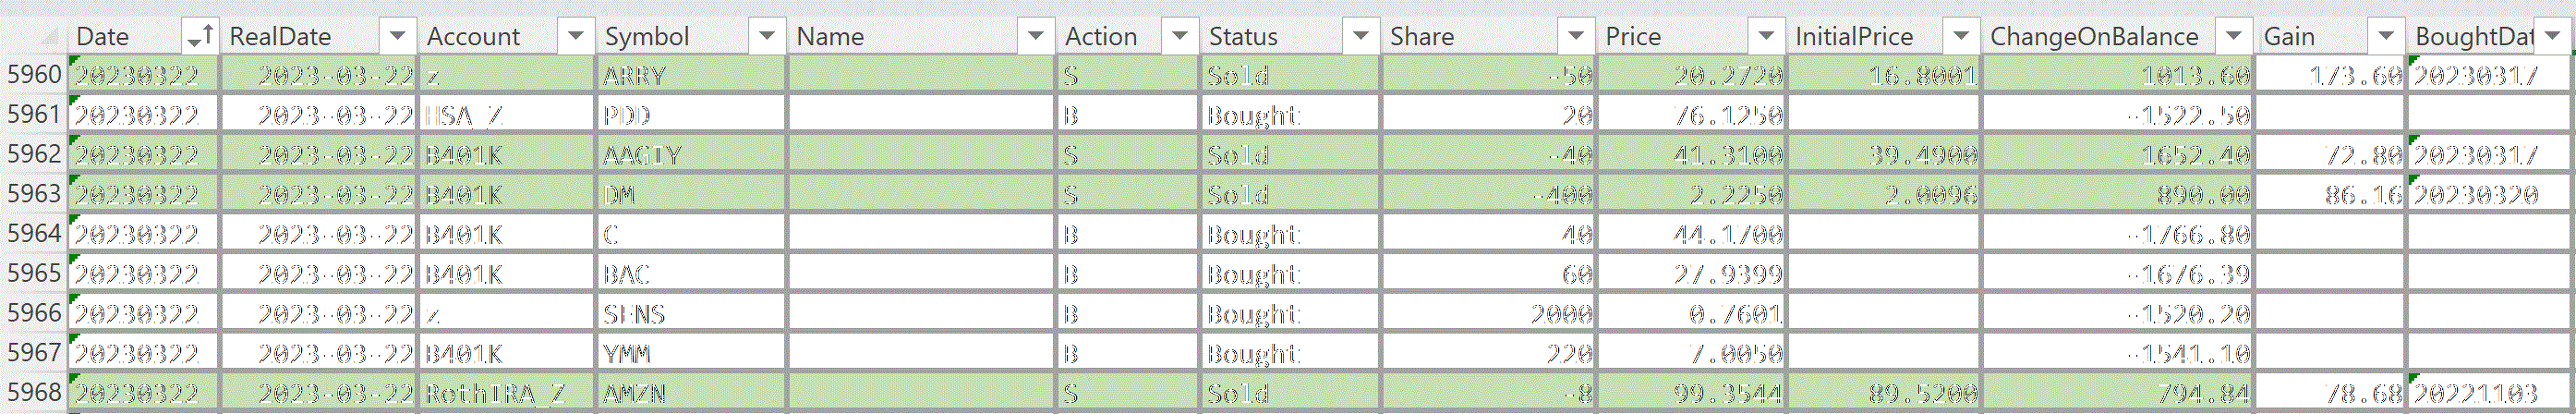 Date RealDate Account Symbol Name Action Status Share Price InitialPrice ChangeOnBalance Gain BoughtDat
5960 20230322 2023-03-22 z ARRY S Sold -50 20.2720 16.8001 1013.60 173.60 20230317
5961 20230322 2023-03-22 HSA_Z PDD B Bought 20 76.1250 -1522.50
5962 20230322 2023-03-22 B401K AAGIY S Sold -40 41.3100 39.4900 1652.40 72.80 20230317
5963 20230322 2023-03-22 B401K DM S Sold -400 2.2250 2.0096 890.00 86.16 20230320
5964 20230322 2023-03-22 B401K C B Bought 40 44.1700 -1766.80
5965 20230322 2023-03-22 B401K BAC B Bought 60 27.9399 -1676.39
5966 20230322 2023-03-22 z SENS B Bought 2000 0.7601 -1520.20
5967 20230322 2023-03-22 B401K YMM B Bought 220 7.0050 -1541.10
5968 20230322 2023-03-22 RothIRA_Z AMZN S Sold -8 99.3544 89.5200 794.84 78.68 20221103